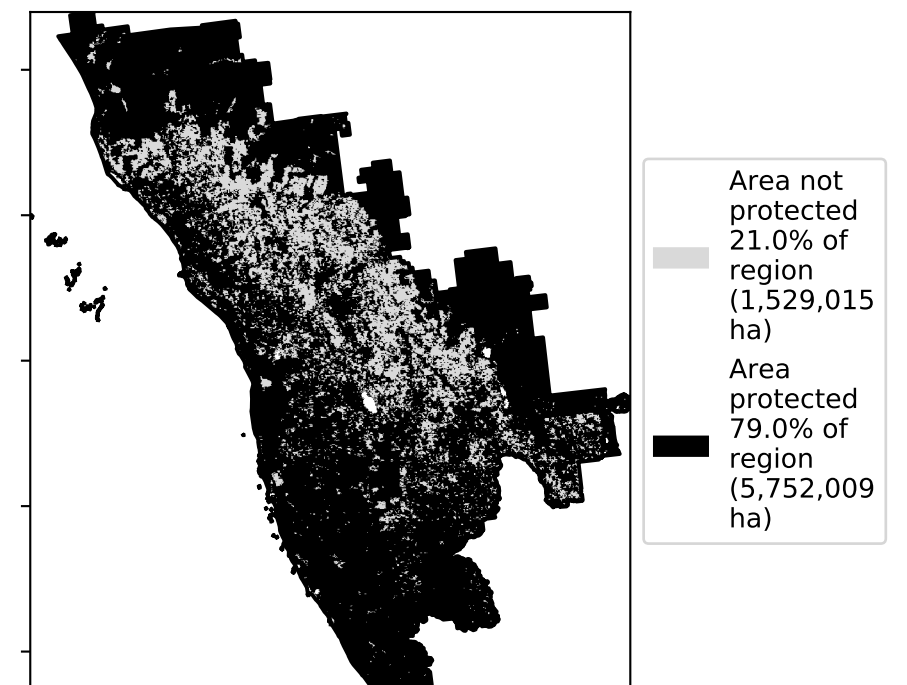 Area not
protected
21.0% of
region
(1,529,015
ha)
Area
protected
79.0% of
region
(5,752,009
ha)